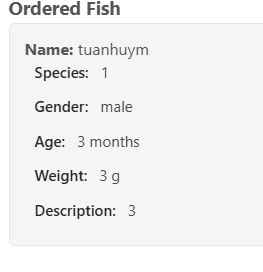 Ordered Fish
Name: tuanhuym
Species: 1
Gender: male
Age: 3 months
Weight: 3 g
Description: 3